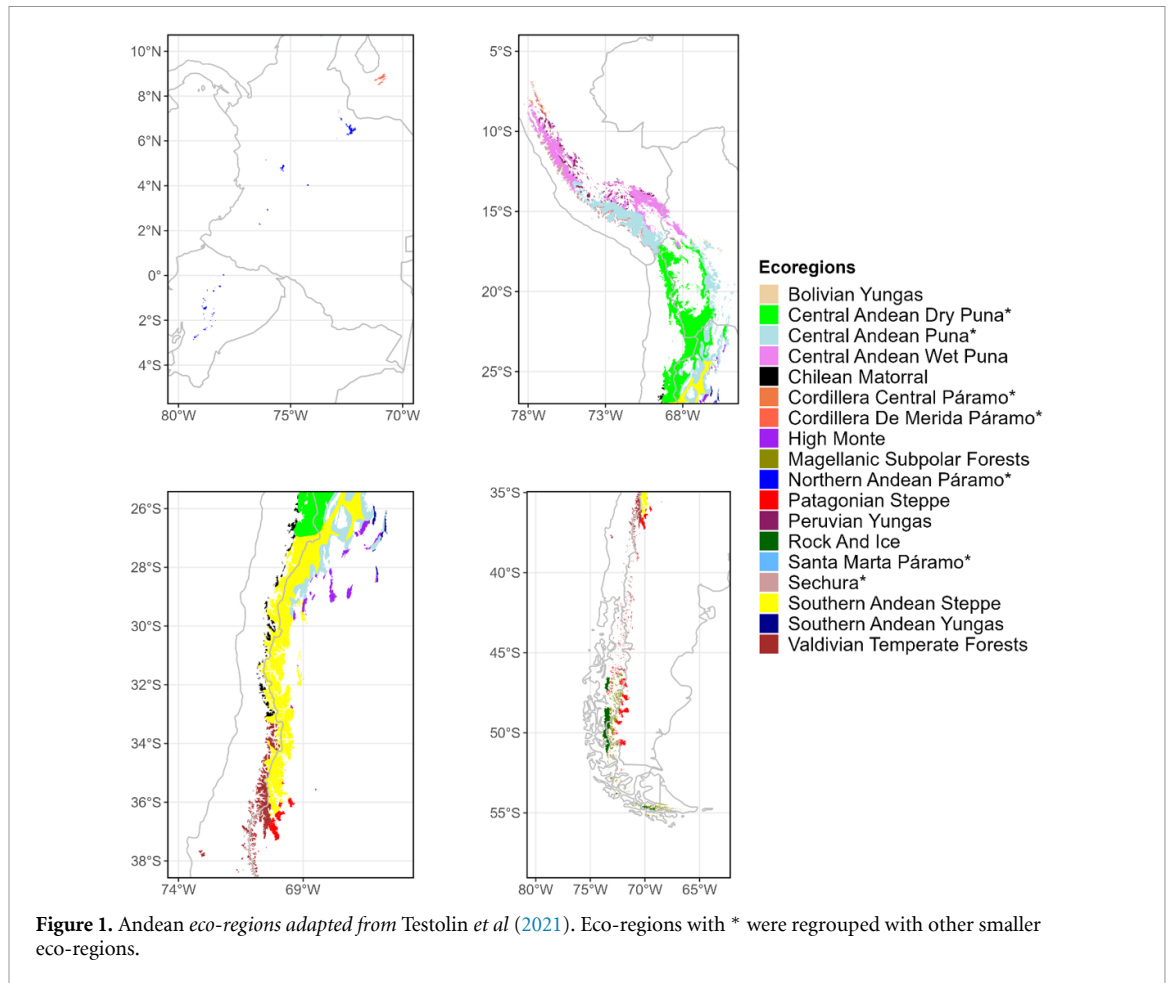 10°N
8°N
6°N
4°N
2°N
0°
2°S
4°S
80°W 75°W 70°W
5°S
10°S
15°S
20°S
25°S
78°W 73°W 68°W
26°S
28°S
30°S
32°S
34°S
36°S
38°S
74°W 69°W
35°S
40°S
45°S
50°S
55°S
80°W 75°W 70°W 65°W
Ecoregions
Bolivian Yungas
Central Andean Dry Puna*
Central Andean Puna*
Central Andean Wet Puna
Chilean Matorral
Cordillera Central Páramo*
Cordillera De Merida Páramo*
High Monte
Magellanic Subpolar Forests
Northern Andean Páramo*
Patagonian Steppe
Peruvian Yungas
Rock And Ice
Santa Marta Páramo*
Sechura*
Southern Andean Steppe
Southern Andean Yungas
Valdivian Temperate Forests
Figure 1. Andean eco-regions adapted from Testolin et al (2021). Eco-regions with * were regrouped with other smaller
eco-regions.